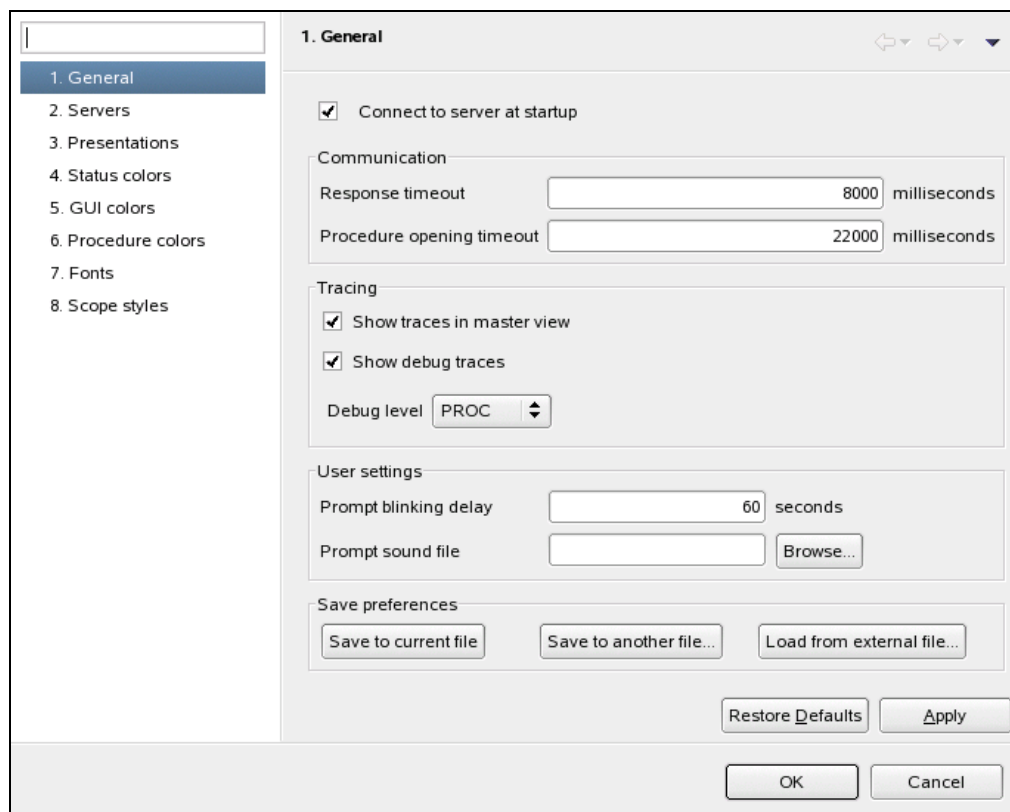 1. General
2. Servers
3. Presentations
4. Status colors
5. GUI colors
6. Procedure colors
7. Fonts
8. Scope styles
1. General
Connect to server at startup
Communication
Response timeout 8000 milliseconds
Procedure opening timeout 22000 milliseconds
Tracing
Show traces in master view
Show debug traces
Debug level PROC
User settings
Prompt blinking delay 60 seconds
Prompt sound file Browse...
Save preferences
Save to current file Save to another file... Load from external file...
Restore Defaults Apply
OK Cancel